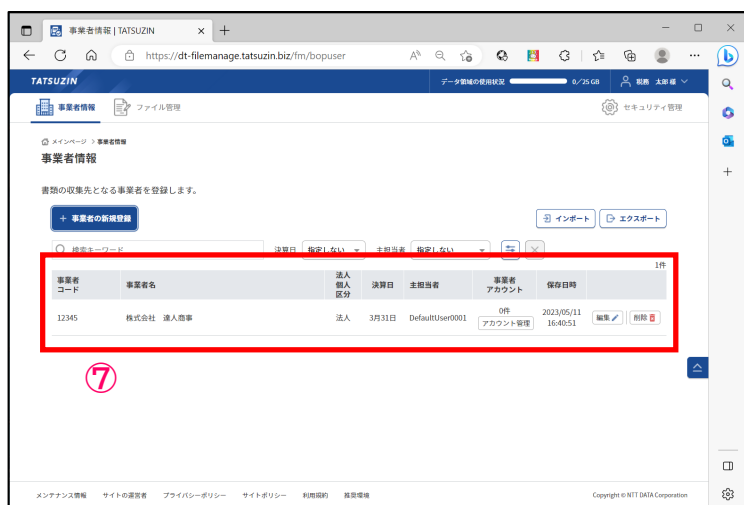 事業者情報 | TATSUZIN
https://dt-filemanage.tatsuzin.biz/fm/bopuser
TATSUZIN
データ領域の使用状況 0/25 GB 税務 太郎 様
事業者情報 ファイル管理 セキュリティ管理
メインページ > 事業者情報
事業者情報
書類の収集先となる事業者を登録します。
+ 事業者の新規登録 インポート エクスポート
検索キーワード 決算日 指定しない 主担当者 指定しない
1件
事業者コード 事業者名 法人個人区分 決算日 主担当者 事業者アカウント 保存日時
12345 株式会社 達人商事 法人 3月31日 DefaultUser0001 0件 アカウント管理 2023/05/11 16:40:51 編集 削除
⑦
メンテナンス情報 サイトの運営者 プライバシーポリシー サイトポリシー 利用規約 推奨環境 Copyright © NTT DATA Corporation